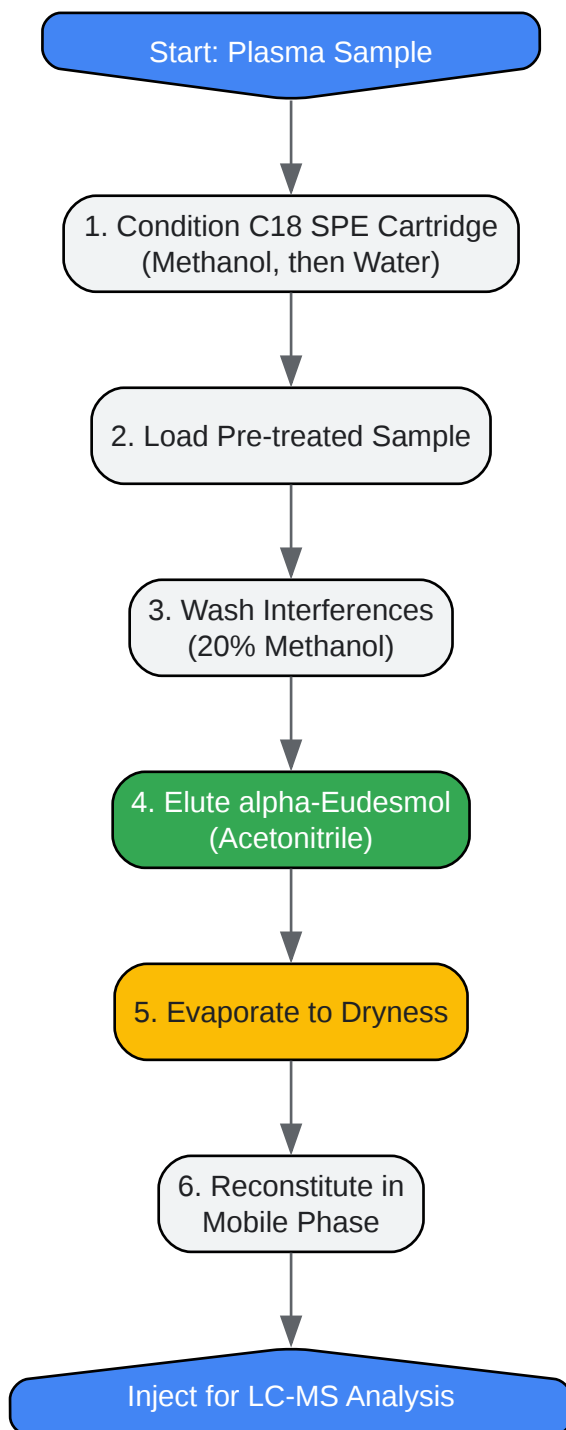 Start: Plasma Sample
1. Condition C18 SPE Cartridge
(Methanol, then Water)
2. Load Pre-treated Sample
3. Wash Interferences
(20% Methanol)
4. Elute alpha-Eudesmol
(Acetonitrile)
5. Evaporate to Dryness
6. Reconstitute in
Mobile Phase
Inject for LC-MS Analysis